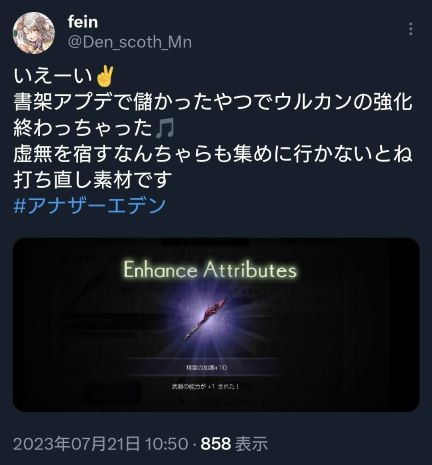 fein
@Den_scoth_Mn
いえーい✌
書架アプデで儲かったやつでウルカンの強化
終わっちゃった🎵
虚無を宿すなんちゃらも集めに行かないとね
打ち直し素材です
#アナザーエデン
Enhance Attributes
精霊の加護+10
武器の能力が +1 された！
2023年07月21日 10:50 · 858 表示